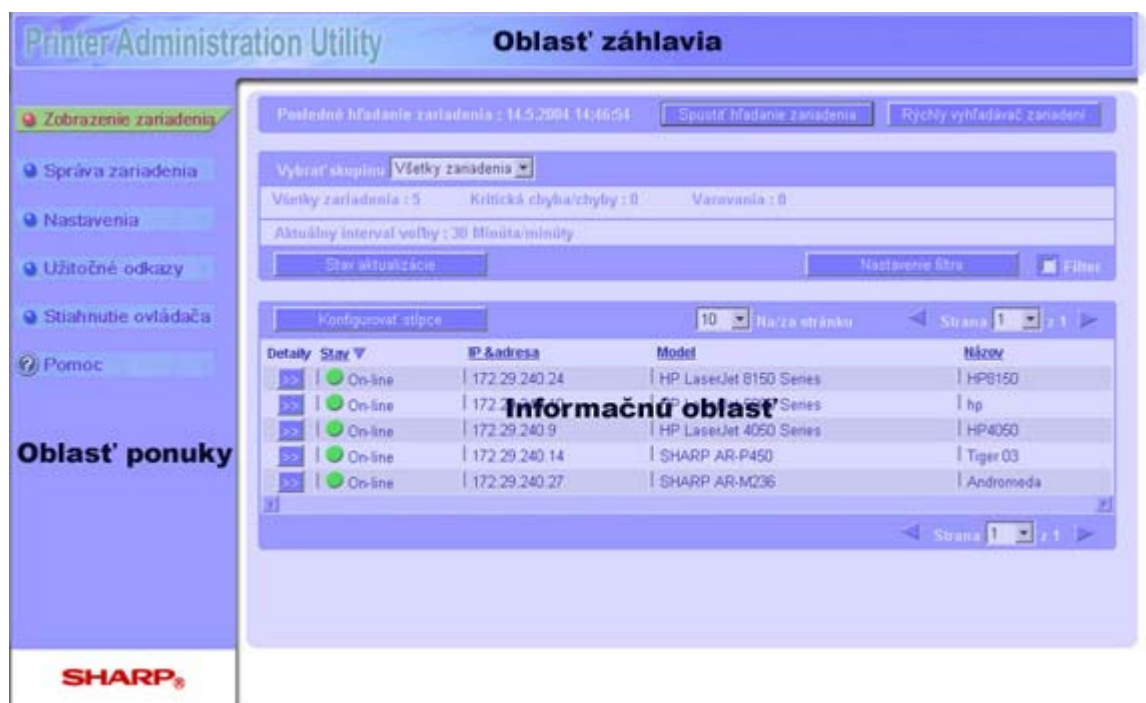 Printer Administration Utility
Oblasť záhlavia
Zobrazenie zariadenia
Správa zariadenia
Nastavenia
Užitočné odkazy
Stiahnutie ovládača
Pomoc
Oblasť ponuky
SHARP
Posledné hľadanie zariadenia : 14.5.2004 14:46:54
Spustiť hľadanie zariadenia
Rýchly vyhľadávač zariadení
Vybrať skupinu Všetky zariadenia
Všetky zariadenia : 5 Kritická chyba/chyby : 0 Varovania : 0
Aktuálny interval voľby : 30 Minúta/minúty
Stav aktualizácie Nastavenie filtra Filter
Konfigurovať stĺpce 10 Na/za stránku Strana 1 z 1
Detaily Stav IP &adresa Model Názov
>> On-line 172.29.240.24 HP LaserJet 8150 Series HP8150
>> On-line Series hp
Informačnú oblasť
>> On-line 172.29.240.9 HP LaserJet 4050 Series HP4050
>> On-line 172.29.240.14 SHARP AR-P450 Tiger 03
>> On-line 172.29.240.27 SHARP AR-M236 Andromeda
Strana 1 z 1